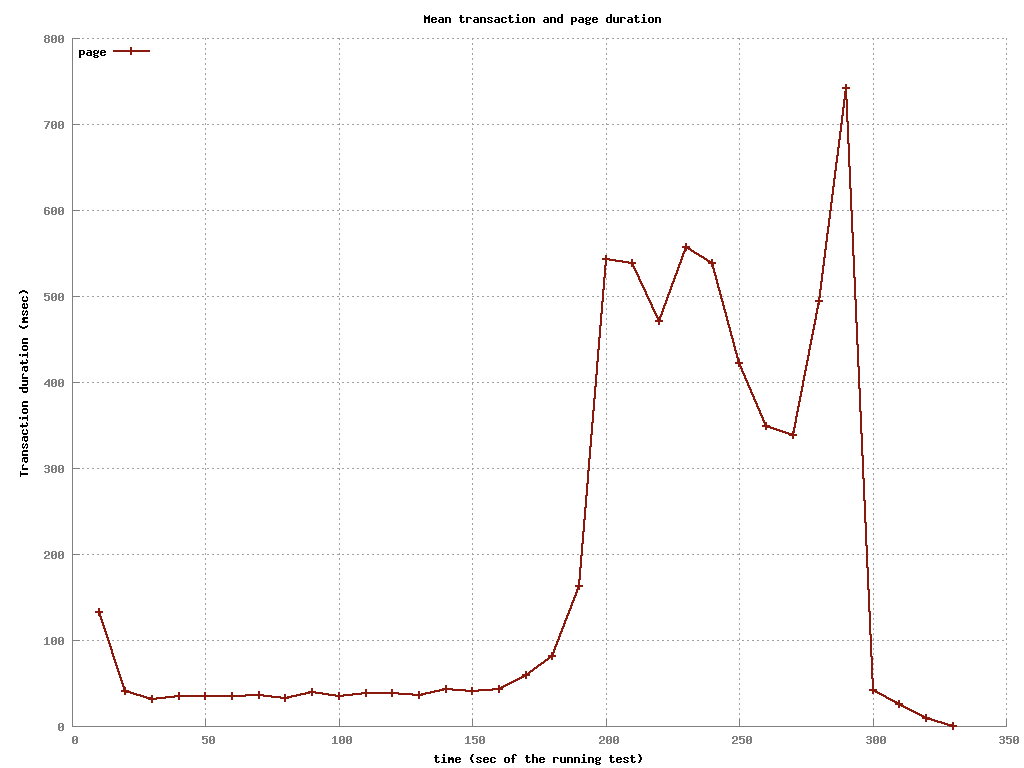 Mean transaction and page duration
800
page
700
600
500
400
300
200
100
0
Transaction duration (msec)
0 50 100 150 200 250 300 350
time (sec of the running test)